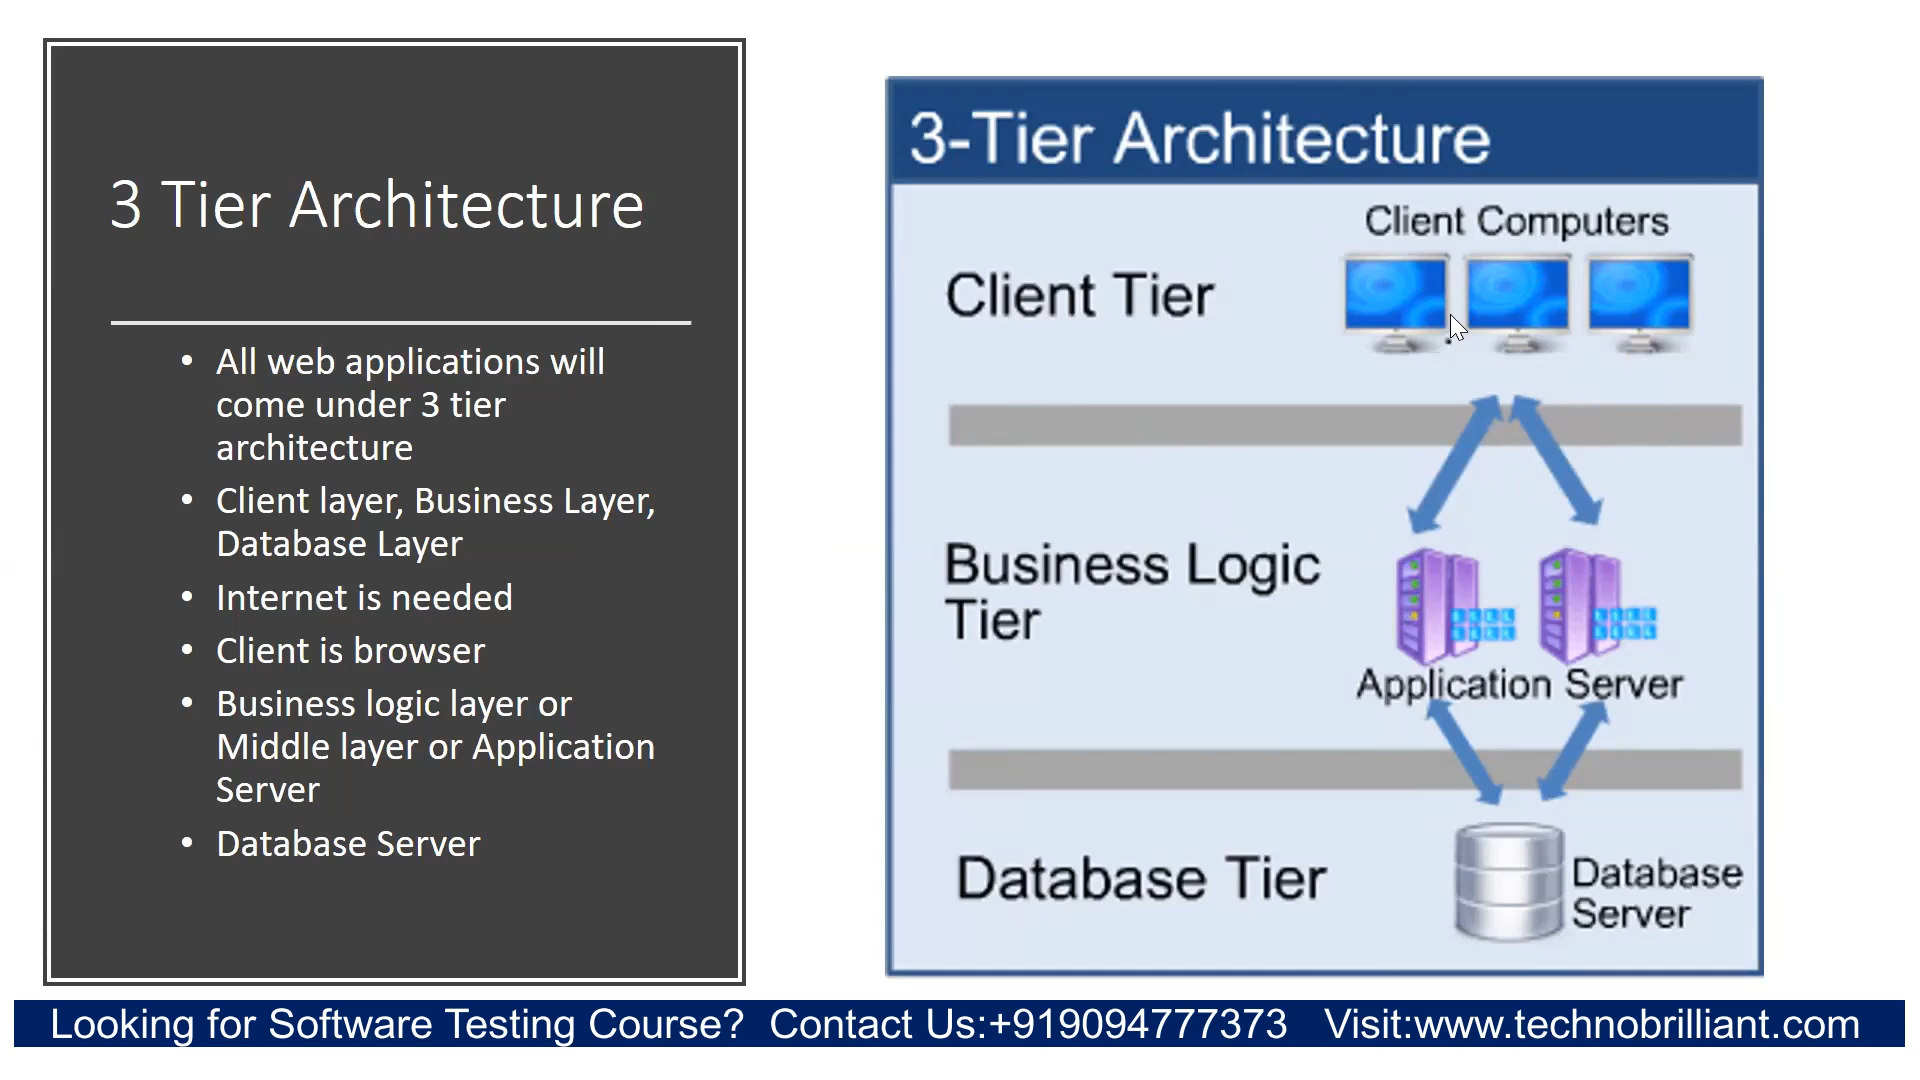 3 Tier Architecture
• All web applications will
come under 3 tier
architecture
• Client layer, Business Layer,
Database Layer
• Internet is needed
• Client is browser
• Business logic layer or
Middle layer or Application
Server
• Database Server
3-Tier Architecture
Client Computers
Client Tier
Business Logic
Tier
Application Server
Database Tier
Database
Server
Looking for Software Testing Course? Contact Us:+919094777373 Visit:www.technobrilliant.com